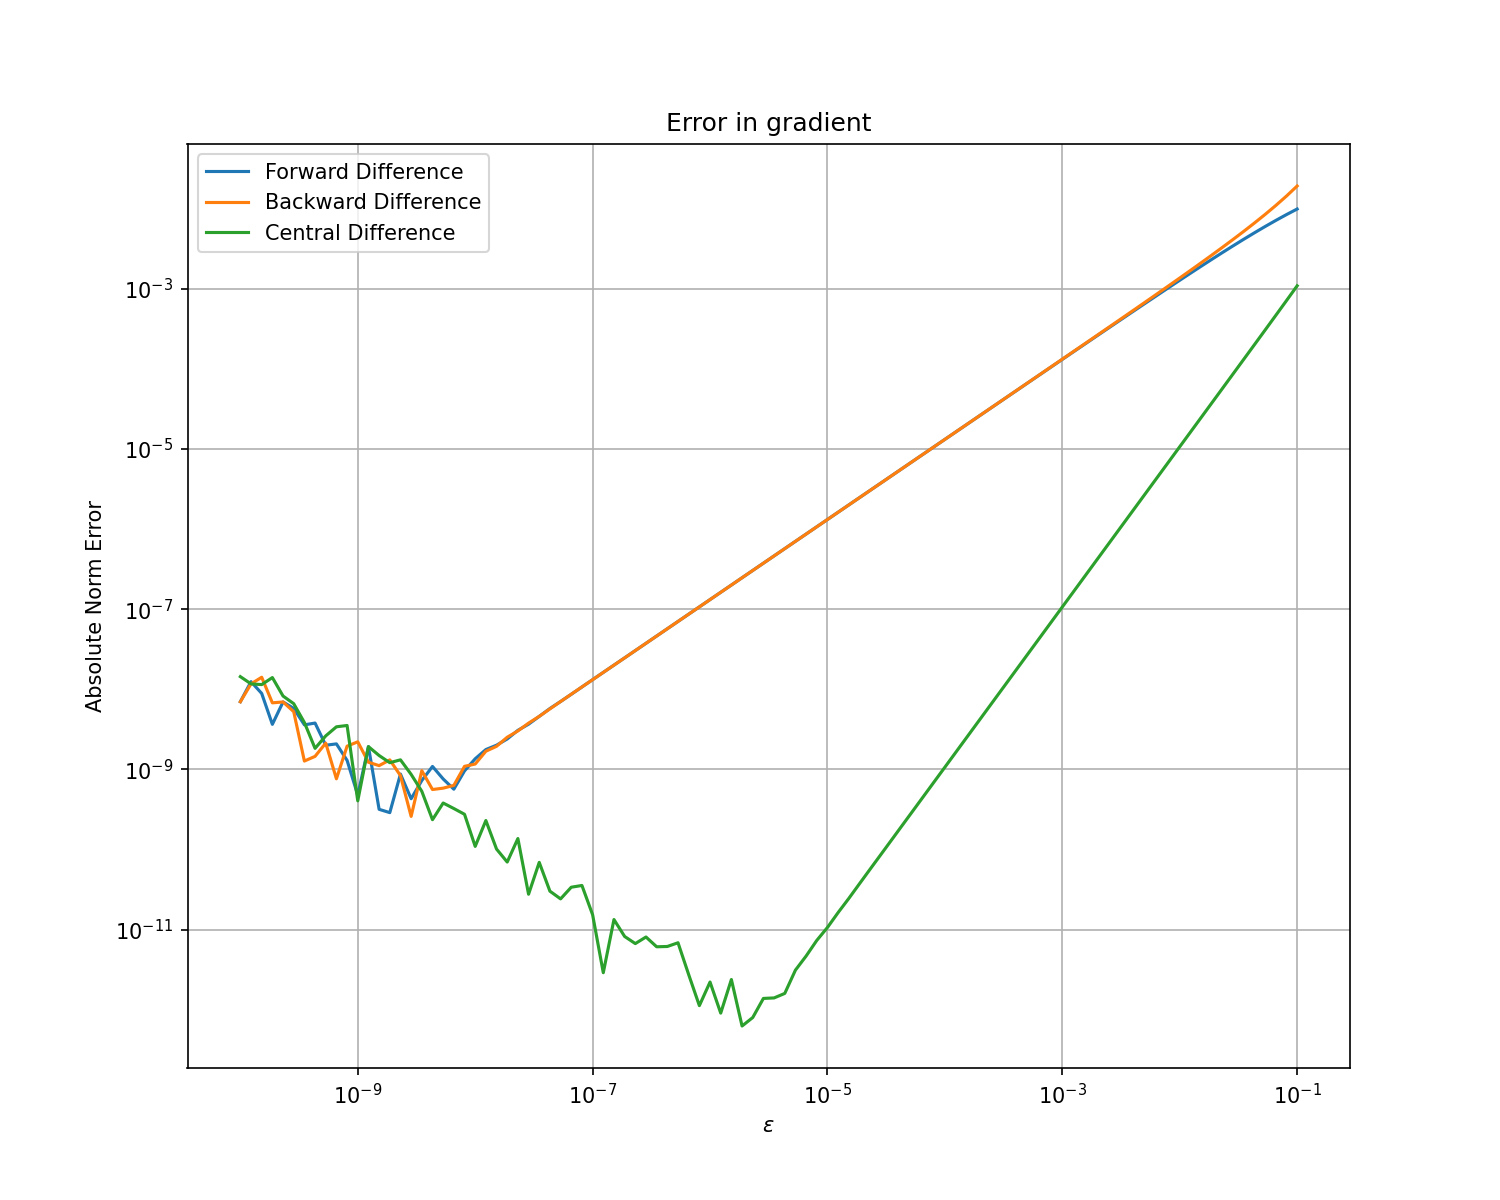 Error in gradient
Forward Difference
Backward Difference
Central Difference
Absolute Norm Error
10⁻³
10⁻⁵
10⁻⁷
10⁻⁹
10⁻¹¹
10⁻⁹ 10⁻⁷ 10⁻⁵ 10⁻³ 10⁻¹
ε